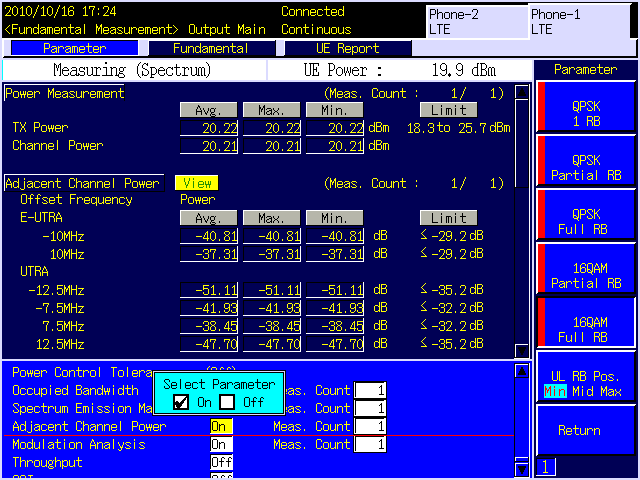 2010/10/16 17:24 Connected Phone-2 Phone-1
<Fundamental Measurement> Output Main Continuous LTE LTE
Parameter Fundamental UE Report
Measuring (Spectrum) UE Power : 19.9 dBm Parameter
Power Measurement (Meas. Count : 1/ 1)
Avg. Max. Min. Limit
TX Power 20.22 20.22 20.22 dBm 18.3 to 25.7 dBm
Channel Power 20.21 20.21 20.21 dBm
Adjacent Channel Power View (Meas. Count : 1/ 1)
Offset Frequency Power
E-UTRA Avg. Max. Min. Limit
-10MHz -40.81 -40.81 -40.81 dB ≤ -29.2 dB
10MHz -37.31 -37.31 -37.31 dB ≤ -29.2 dB
UTRA
-12.5MHz -51.11 -51.11 -51.11 dB ≤ -35.2 dB
-7.5MHz -41.93 -41.93 -41.93 dB ≤ -32.2 dB
7.5MHz -38.45 -38.45 -38.45 dB ≤ -32.2 dB
12.5MHz -47.70 -47.70 -47.70 dB ≤ -35.2 dB
Power Control Tolera
Select Parameter
On Off
Occupied Bandwidth as. Count 1
Spectrum Emission Ma as. Count 1
Adjacent Channel Power On Meas. Count 1
Modulation Analysis On Meas. Count 1
Throughput Off
QPSK
1 RB
QPSK
Partial RB
QPSK
Full RB
16QAM
Partial RB
16QAM
Full RB
UL RB Pos.
Min Mid Max
Return
1